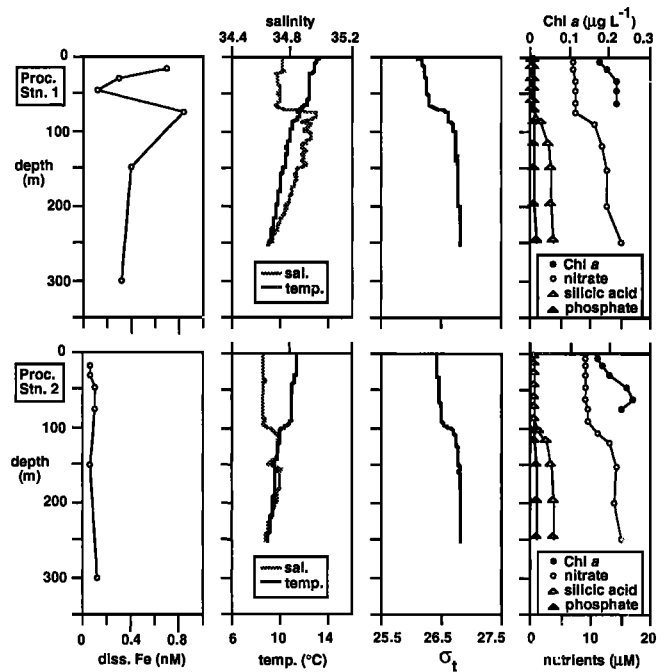 salinity
34.4 34.8 35.2
Chl a (µg L⁻¹)
0 0.1 0.2 0.3
Proc.
Stn. 1
0
100
depth
(m)
200
300
sal.
temp.
Chl a
nitrate
silicic acid
phosphate
Proc.
Stn. 2
0
100
depth
(m)
200
300
sal.
temp.
Chl a
nitrate
silicic acid
phosphate
0 0.4 0.8
diss. Fe (nM)
6 10 14
temp. (°C)
25.5 26.5 27.5
σt
0 10 20
nutrients (µM)